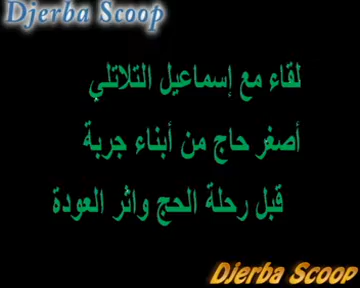 Djerba Scoop
لقاء مع إسماعيل التلاتلي
أصغر حاج من أبناء جربة
قبل رحلة الحج واثر العودة
Djerba Scoop